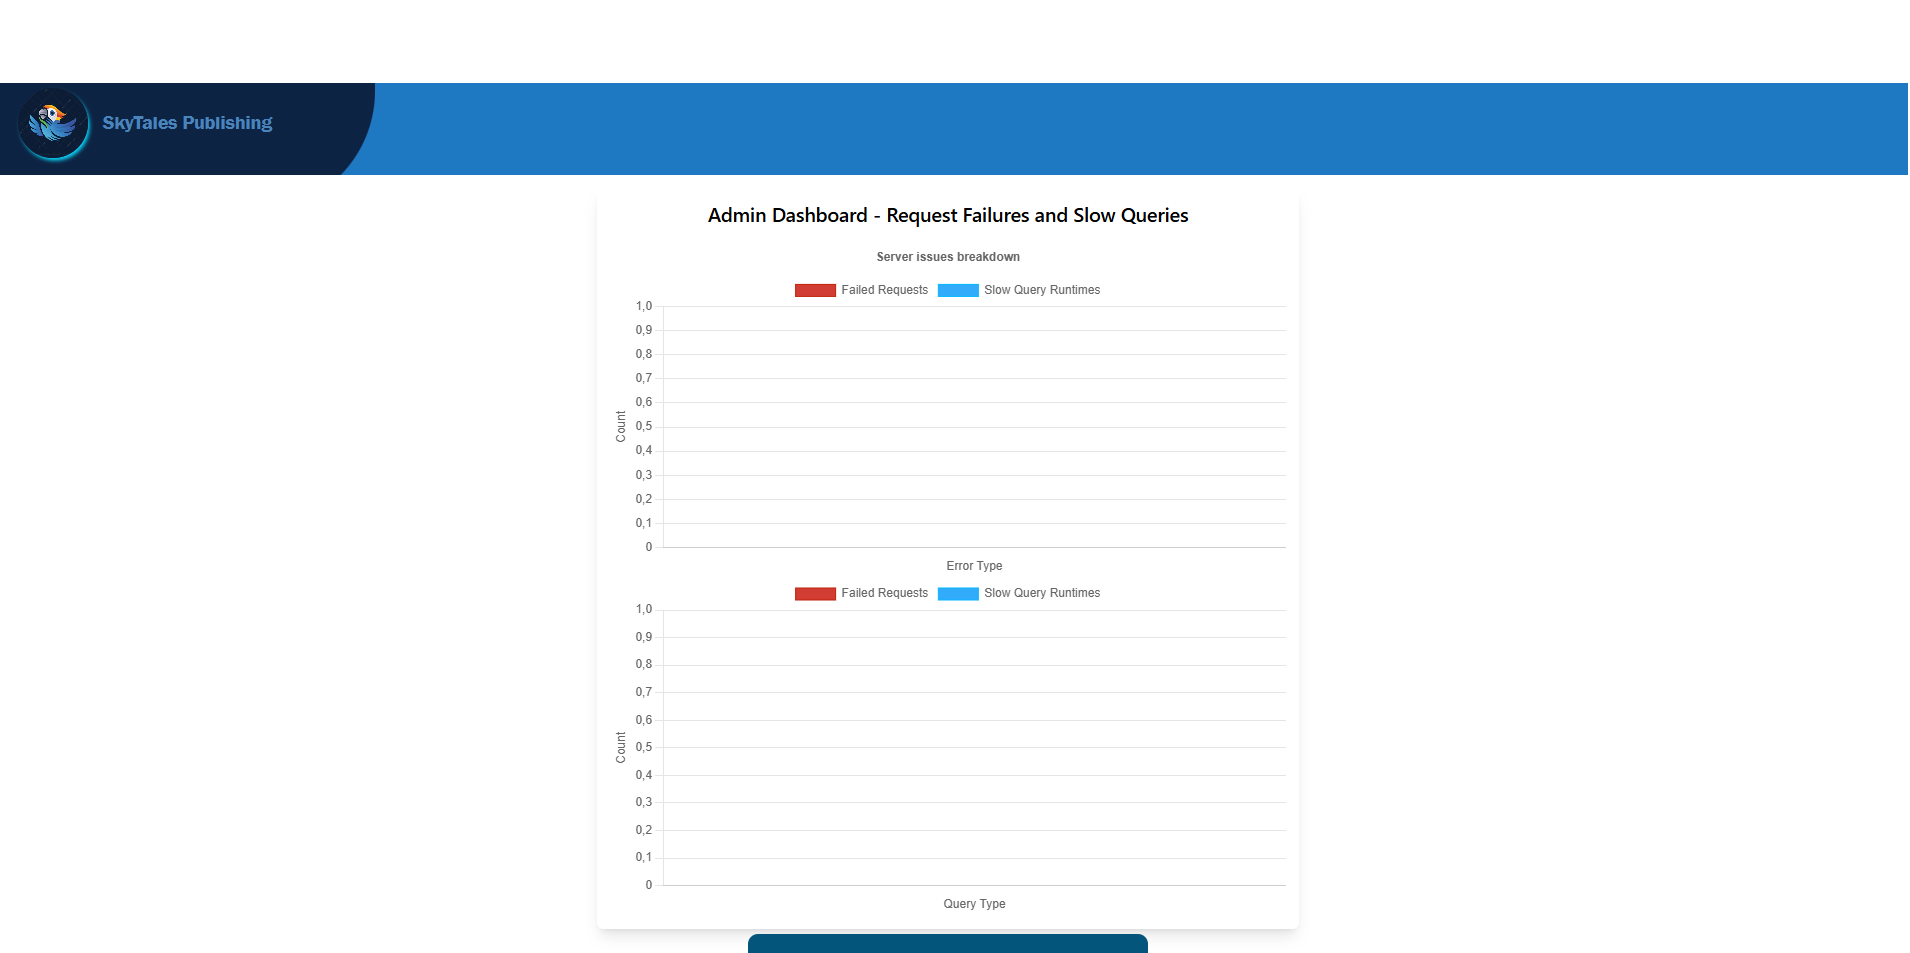 SkyTales Publishing
Admin Dashboard - Request Failures and Slow Queries
Server issues breakdown
Failed Requests Slow Query Runtimes
1,0
0,9
0,8
0,7
0,6
0,5
0,4
0,3
0,2
0,1
0
Count
Error Type
Failed Requests Slow Query Runtimes
1,0
0,9
0,8
0,7
0,6
0,5
0,4
0,3
0,2
0,1
0
Count
Query Type